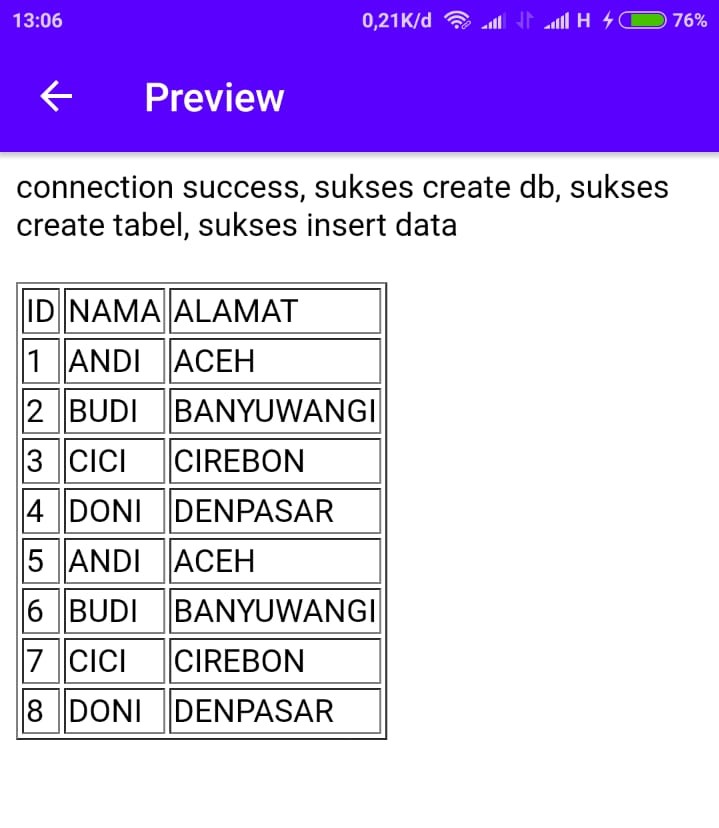 13:06 0,21K/d H 76%
Preview
connection success, sukses create db, sukses
create tabel, sukses insert data
ID NAMA ALAMAT
1 ANDI ACEH
2 BUDI BANYUWANGI
3 CICI CIREBON
4 DONI DENPASAR
5 ANDI ACEH
6 BUDI BANYUWANGI
7 CICI CIREBON
8 DONI DENPASAR